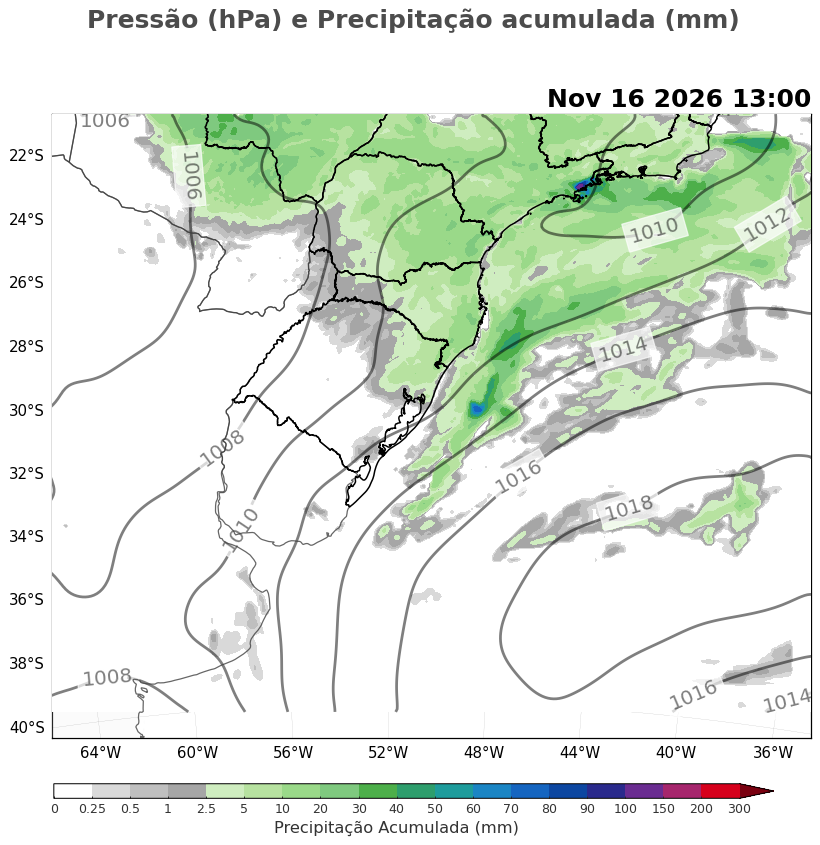 Pressão (hPa) e Precipitação acumulada (mm)
Nov 16 2026 13:00
1006
22°S
1006
24°S
1012
1010
26°S
28°S
1014
30°S
1008
32°S
1016
1018
34°S
1010
36°S
38°S
1008
1016
1014
40°S
64°W 60°W 56°W 52°W 48°W 44°W 40°W 36°W
0 0.25 0.5 1 2.5 5 10 20 30 40 50 60 70 80 90 100 150 200 300
Precipitação Acumulada (mm)